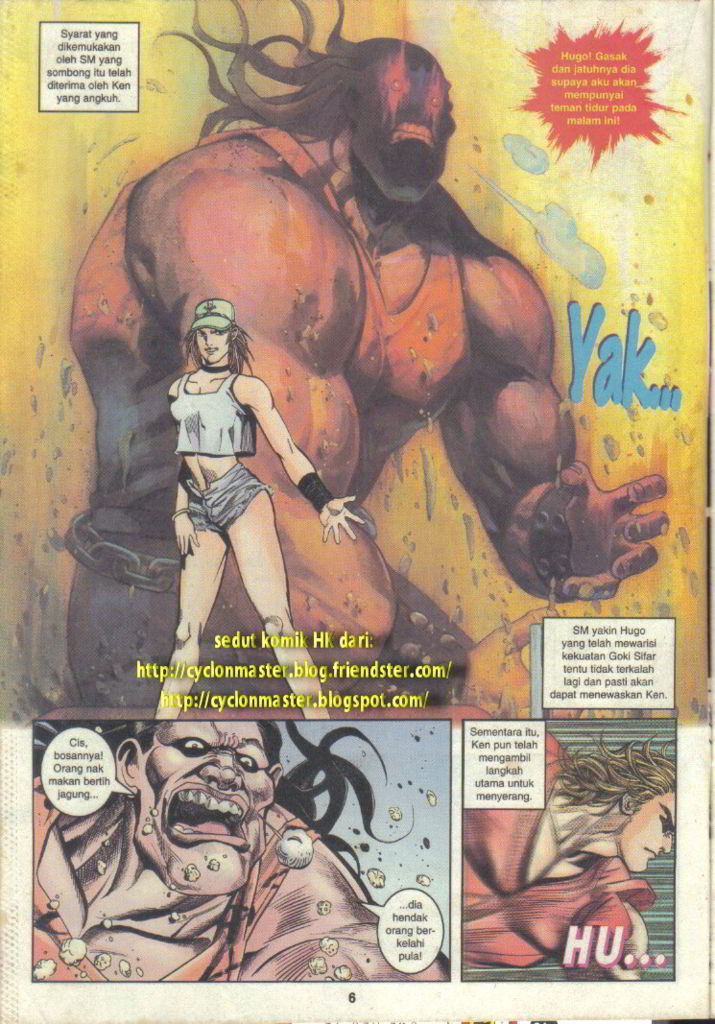 Syarat yang
dikemukakan
oleh SM yang
sombong itu telah
diterima oleh Ken
yang angkuh.
Hugo! Gasak
dan jatuhnya dia
supaya aku akan
mempunyai
teman tidur pada
malam ini!
Yak...
sedut komik HK dari:
http://cyclonmaster.blog.friendster.com/
http://cyclonmaster.blogspot.com/
SM yakin Hugo
yang telah mewarisi
kekuatan Goki Sifar
tentu tidak terkalah
lagi dan pasti akan
dapat menewaskan Ken.
Cis,
bosannya!
Orang nak
makan bertih
jagung...
...dia
hendak
orang ber-
kelahi
pula!
Sementara itu,
Ken pun telah
mengambil
langkah
utama untuk
menyerang.
HU...
6